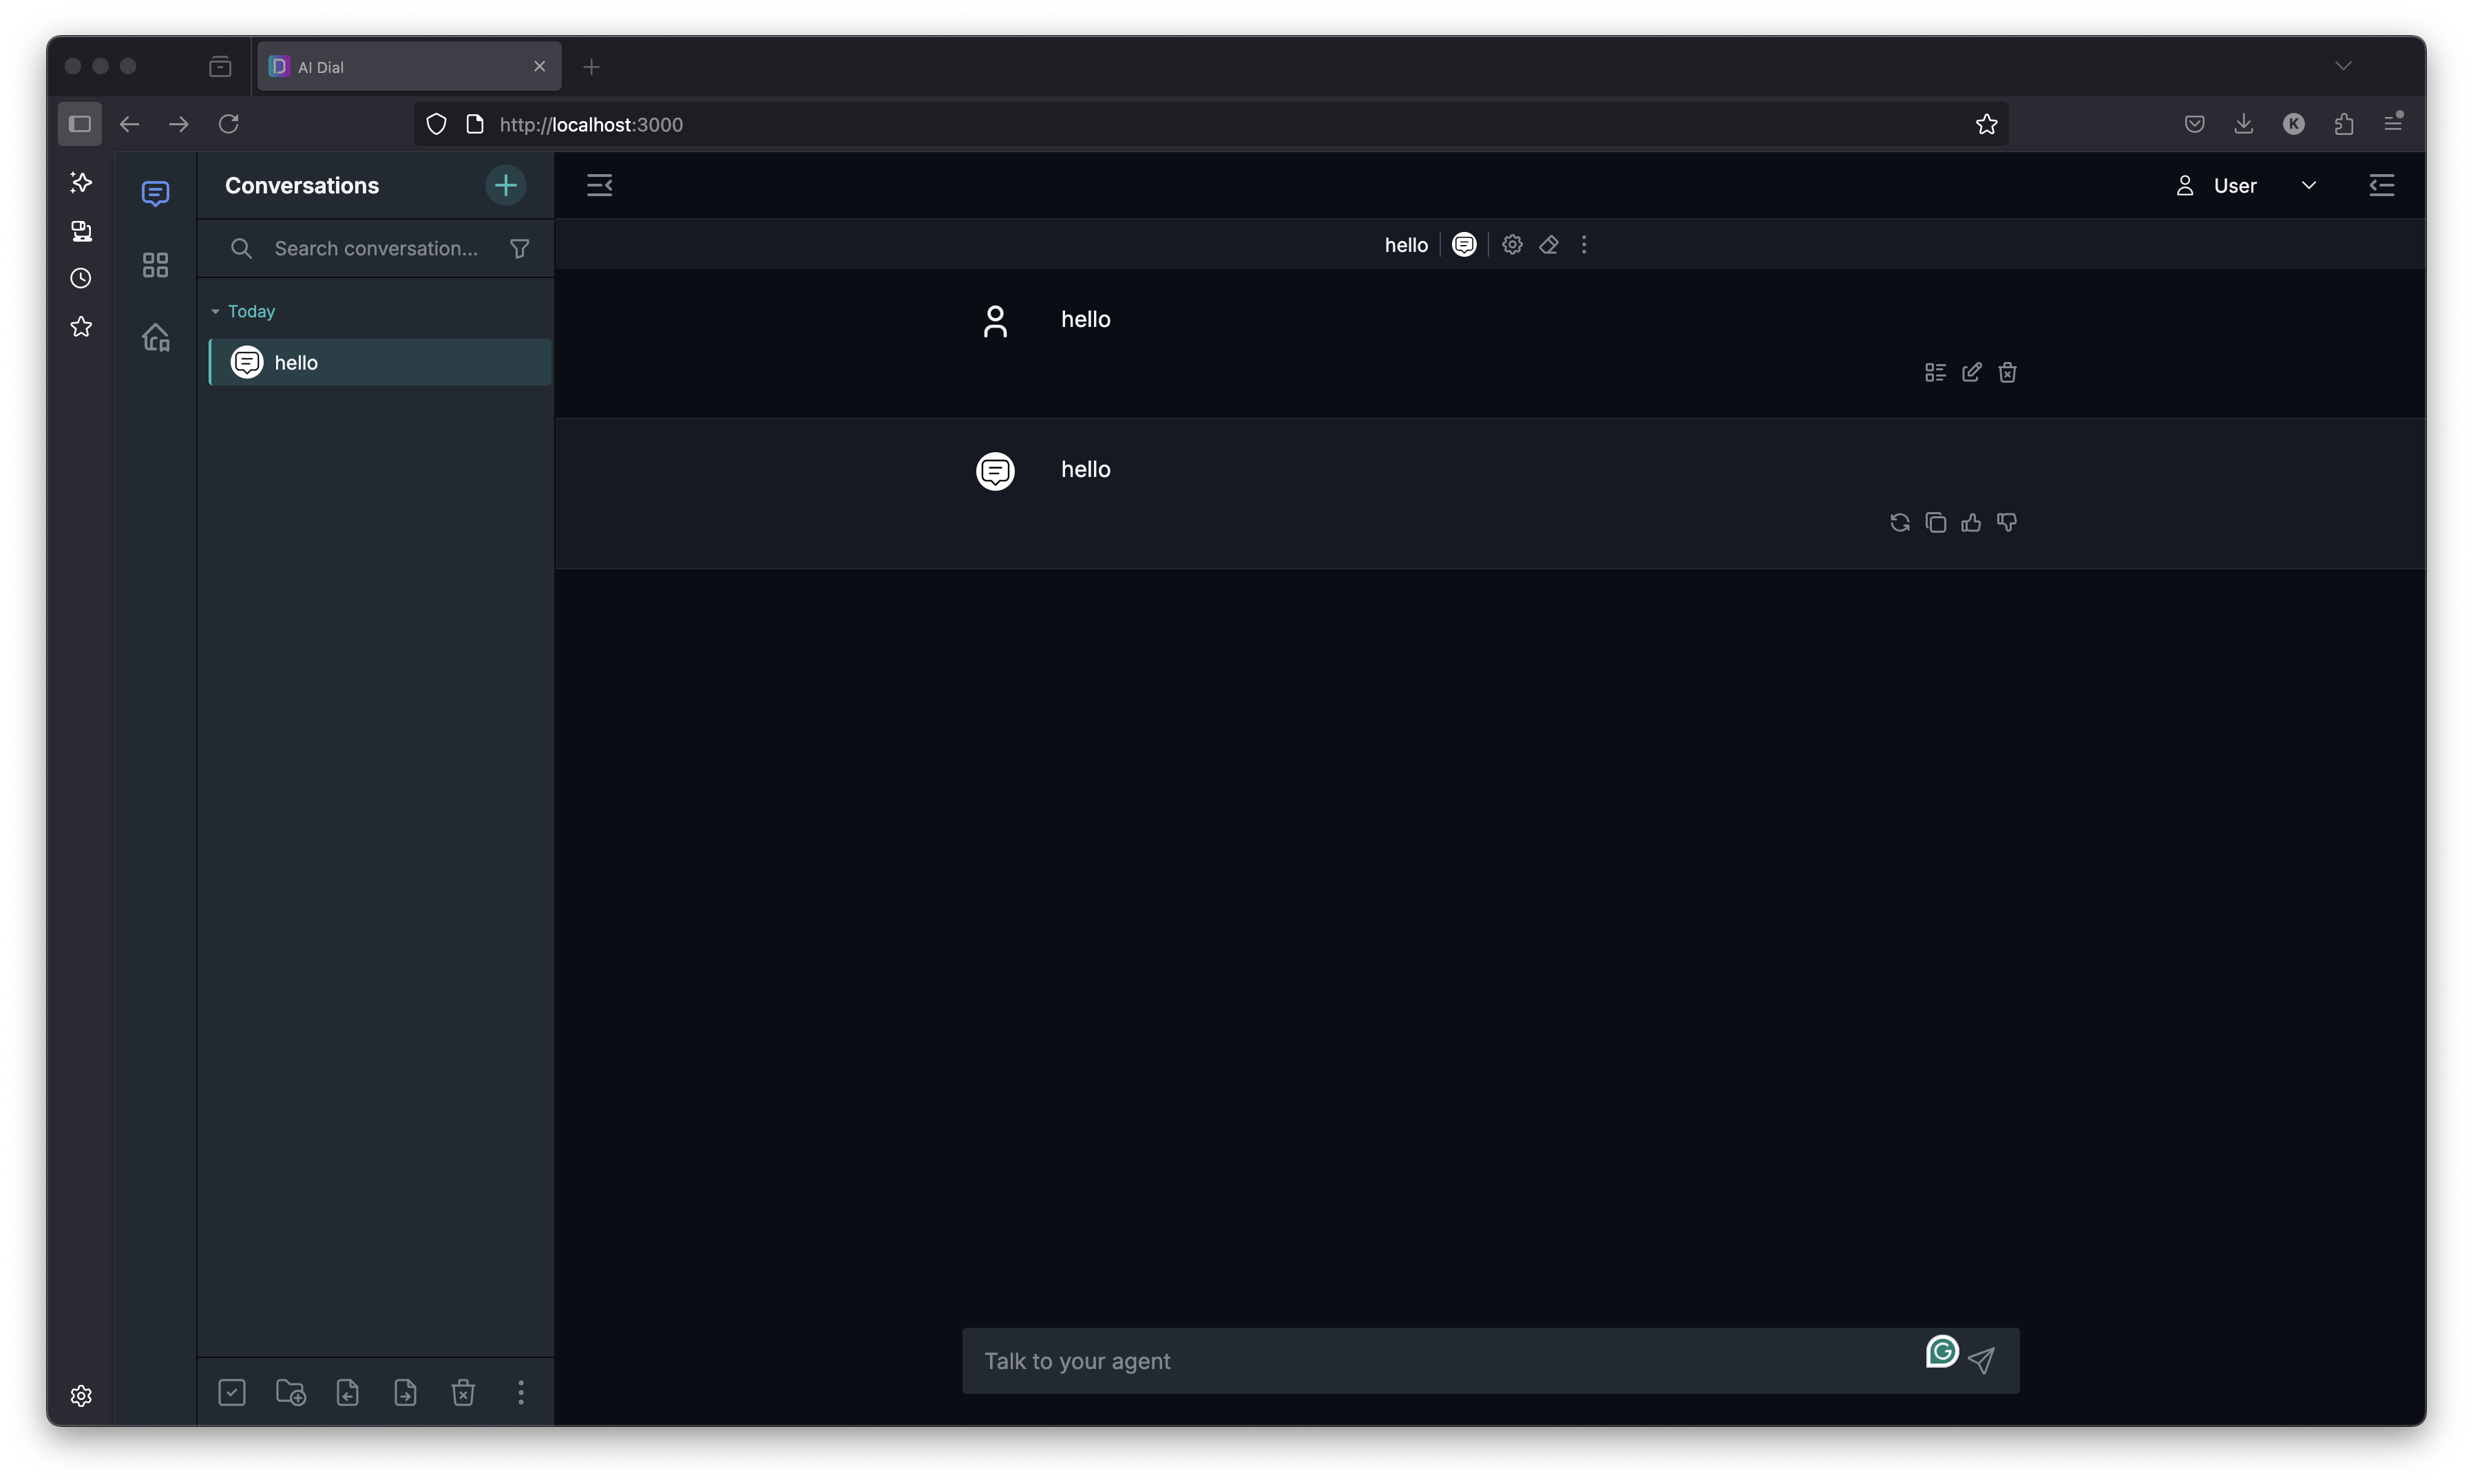 AI Dial
http://localhost:3000
K
Conversations
User
Search conversation...
hello
Today
hello
hello
hello
Talk to your agent